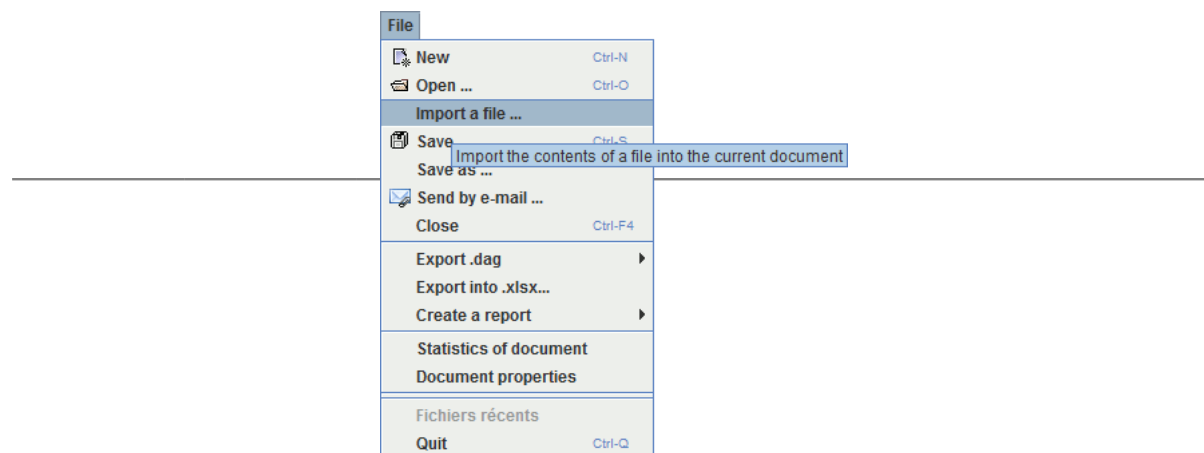 File
New Ctrl-N
Open ... Ctrl-O
Import a file ...
Save Ctrl-S
Import the contents of a file into the current document
Save as ...
Send by e-mail ...
Close Ctrl-F4
Export .dag
Export into .xlsx...
Create a report
Statistics of document
Document properties
Fichiers récents
Quit Ctrl-Q